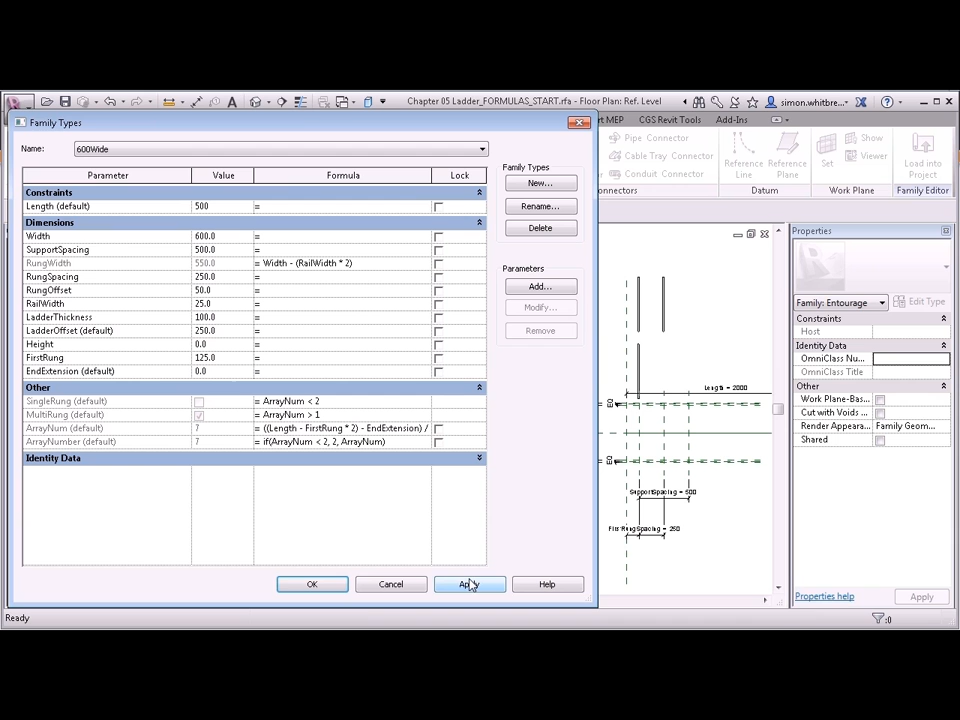 Chapter 05 Ladder_FORMULAS_START.rfa - Floor Plan: Ref. Level
simon.whitbre...
Family Types
rt MEP CGS Revit Tools Add-Ins
Pipe Connector
Cable Tray Connector
Conduit Connector
Reference Line
Reference Plane
Set
Show
Viewer
Load into Project
nnectors Datum Work Plane Family Editor
Name: 600Wide
Parameter Value Formula Lock
Constraints
Length (default) 500 =
Dimensions
Width 600.0 =
SupportSpacing 500.0 =
RungWidth 550.0 = Width - (RailWidth * 2)
RungSpacing 250.0 =
RungOffset 50.0 =
RailWidth 25.0 =
LadderThickness 100.0 =
LadderOffset (default) 250.0 =
Height 0.0 =
FirstRung 125.0 =
EndExtension (default) 0.0 =
Other
SingleRung (default) = ArrayNum < 2
MultiRung (default) = ArrayNum > 1
ArrayNum (default) 7 = ((Length - FirstRung * 2) - EndExtension) /
ArrayNumber (default) 7 = if(ArrayNum < 2, 2, ArrayNum)
Identity Data
Family Types
New...
Rename...
Delete
Parameters
Add...
Modify...
Remove
OK Cancel Apply Help
Length = 2000
EQ
EQ
SupportSpacing = 500
RungSpacing = 250
Properties
Family: Entourage Edit Type
Constraints
Host
Identity Data
OmniClass Nu...
OmniClass Title
Other
Work Plane-Bas...
Cut with Voids ...
Render Appeara... Family Geom...
Shared
Properties help Apply
Ready
:0